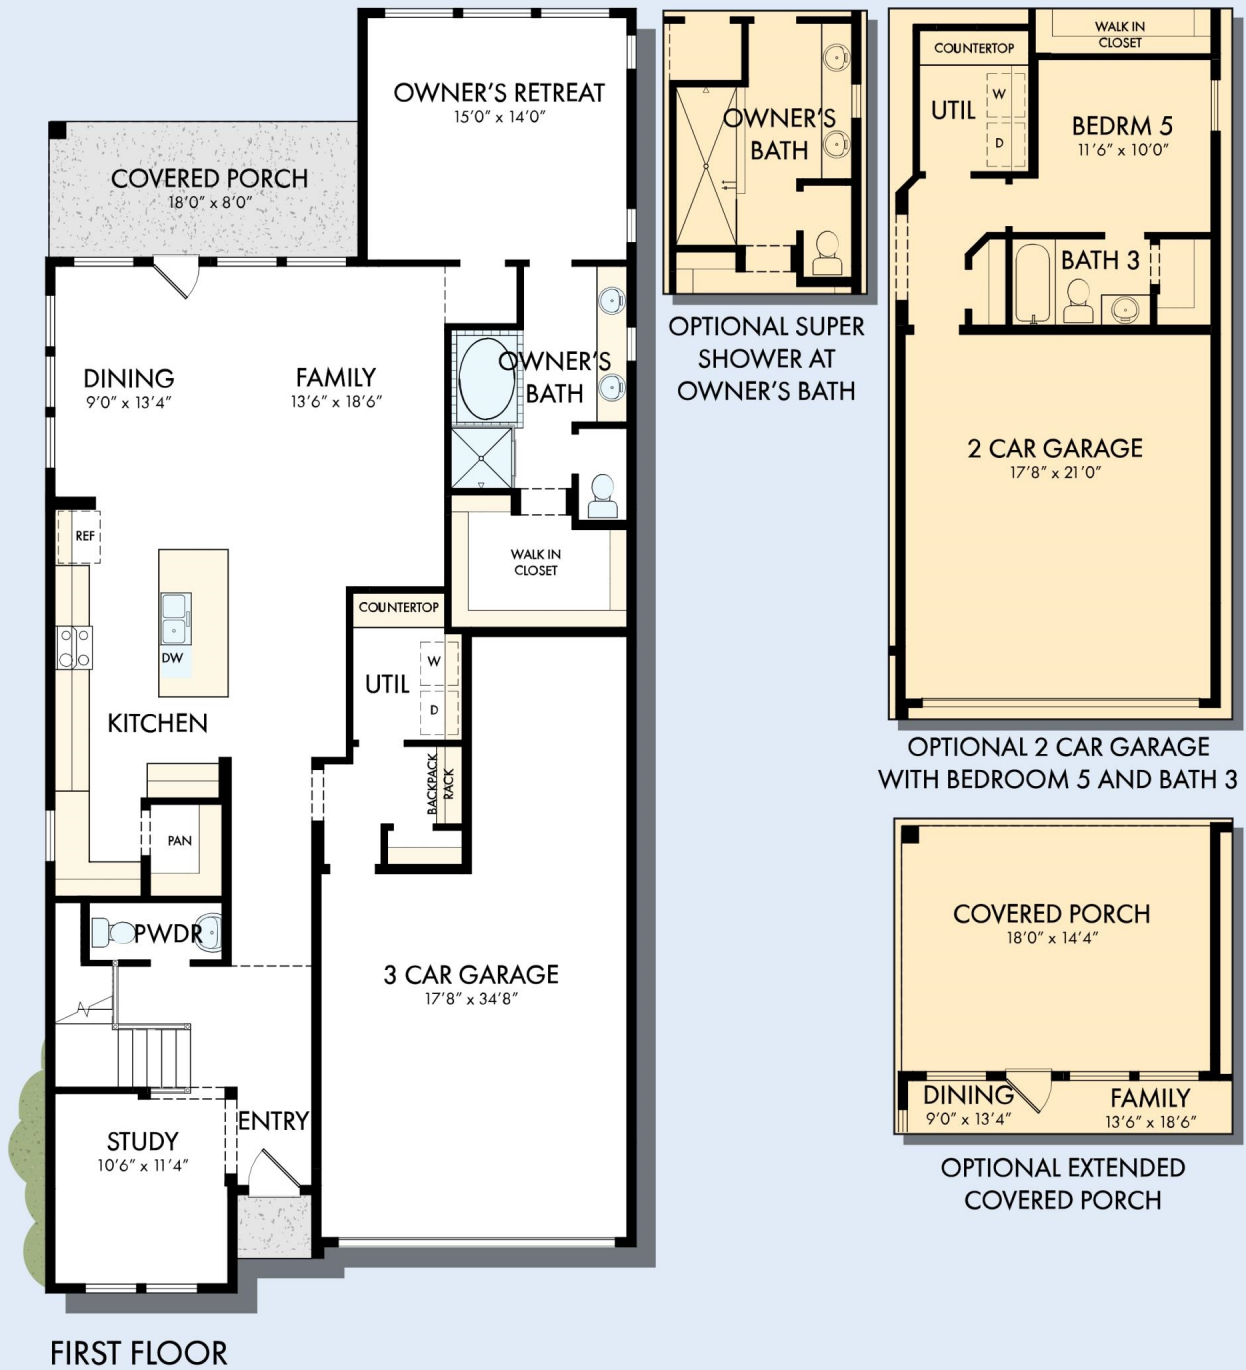 OWNER'S RETREAT
15'0" x 14'0"
COVERED PORCH
18'0" x 8'0"
DINING
9'0" x 13'4"
FAMILY
13'6" x 18'6"
OWNER'S
BATH
REF
WALK IN
CLOSET
COUNTERTOP
DW
UTIL
W
D
KITCHEN
BACKPACK
RACK
PAN
PWDR
3 CAR GARAGE
17'8" x 34'8"
ENTRY
STUDY
10'6" x 11'4"
FIRST FLOOR
OWNER'S
BATH
OPTIONAL SUPER
SHOWER AT
OWNER'S BATH
WALK IN
CLOSET
COUNTERTOP
UTIL
W
D
BEDRM 5
11'6" x 10'0"
BATH 3
2 CAR GARAGE
17'8" x 21'0"
OPTIONAL 2 CAR GARAGE
WITH BEDROOM 5 AND BATH 3
COVERED PORCH
18'0" x 14'4"
DINING
9'0" x 13'4"
FAMILY
13'6" x 18'6"
OPTIONAL EXTENDED
COVERED PORCH